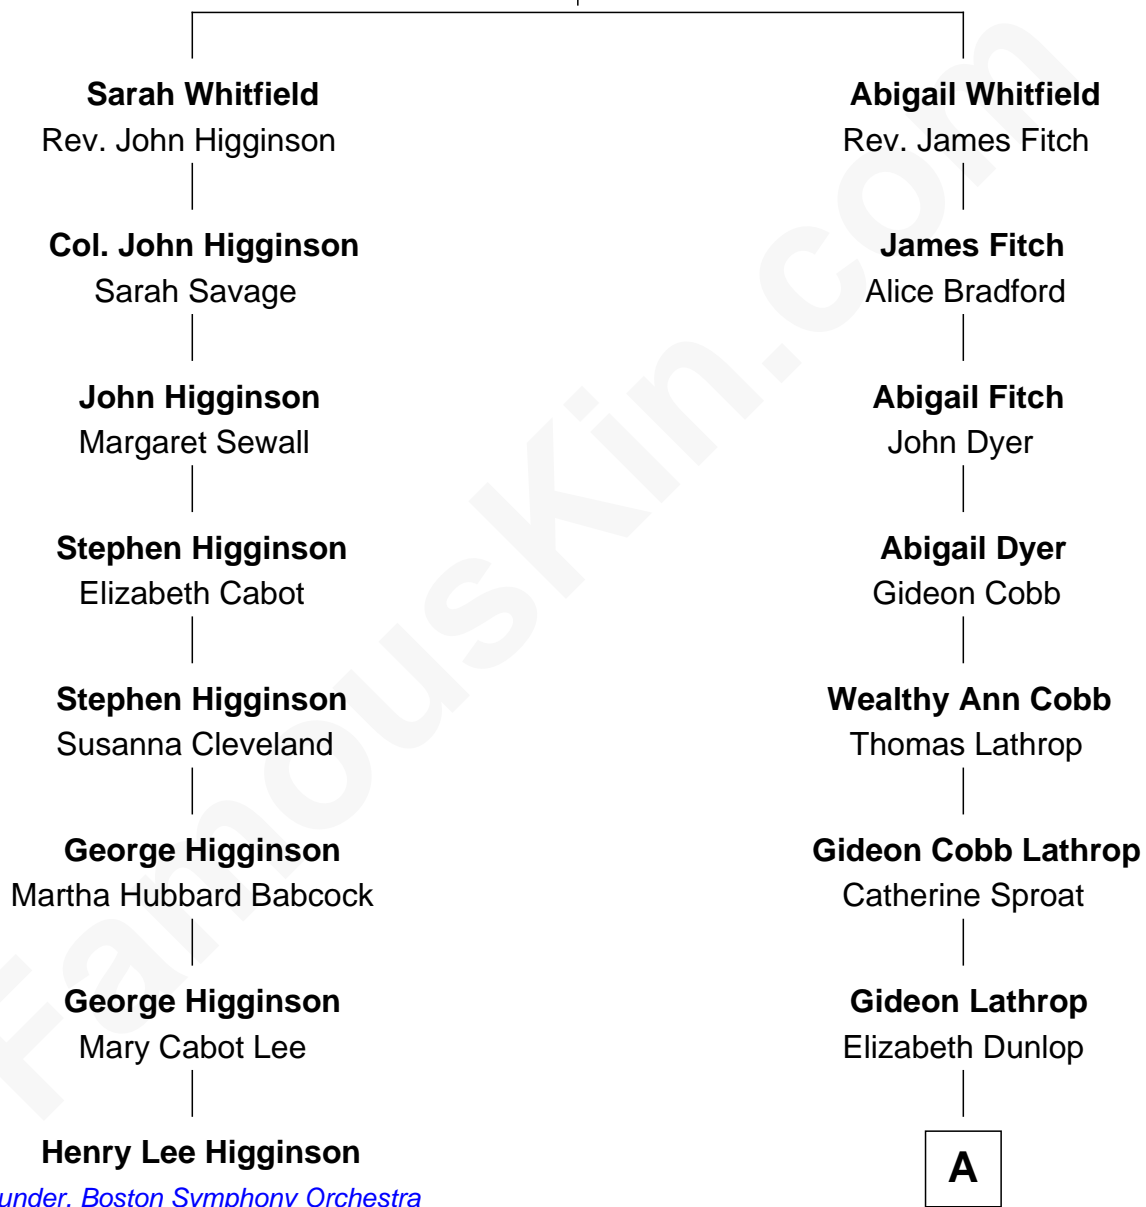 Sarah Whitfield
Rev. John Higginson
Col. John Higginson
Sarah Savage
John Higginson
Margaret Sewall
Stephen Higginson
Elizabeth Cabot
Stephen Higginson
Susanna Cleveland
George Higginson
Martha Hubbard Babcock
George Higginson
Mary Cabot Lee
Henry Lee Higginson
Boston Symphony Orchestra
Abigail Whitfield
Rev. James Fitch
James Fitch
Alice Bradford
Abigail Fitch
John Dyer
Abigail Dyer
Gideon Cobb
Wealthy Ann Cobb
Thomas Lathrop
Gideon Cobb Lathrop
Catherine Sproat
Gideon Lathrop
Elizabeth Dunlop
A
FamousKin.com